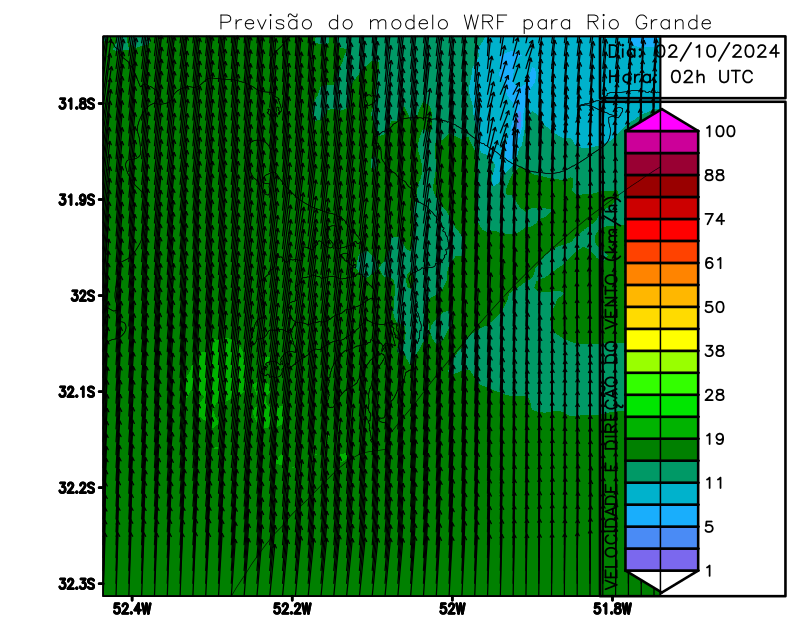 Previsão do modelo WRF para Rio Grande
Dia: 02/10/2024
Hora: 02h UTC
31.8S
31.9S
32S
32.1S
32.2S
32.3S
52.4W
52.2W
52W
51.8W
VELOCIDADE E DIREÇÃO DO VENTO (km/h)
100
88
74
61
50
38
28
19
11
5
1